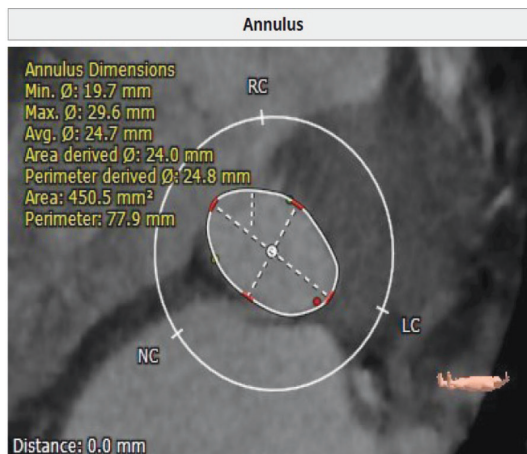 Annulus
Annulus Dimensions
Min. Ø: 19.7 mm
Max. Ø: 29.6 mm
Avg. Ø: 24.7 mm
Area derived Ø: 24.0 mm
Perimeter derived Ø: 24.8 mm
Area: 450.5 mm²
Perimeter: 77.9 mm
RC
LC
NC
Distance: 0.0 mm